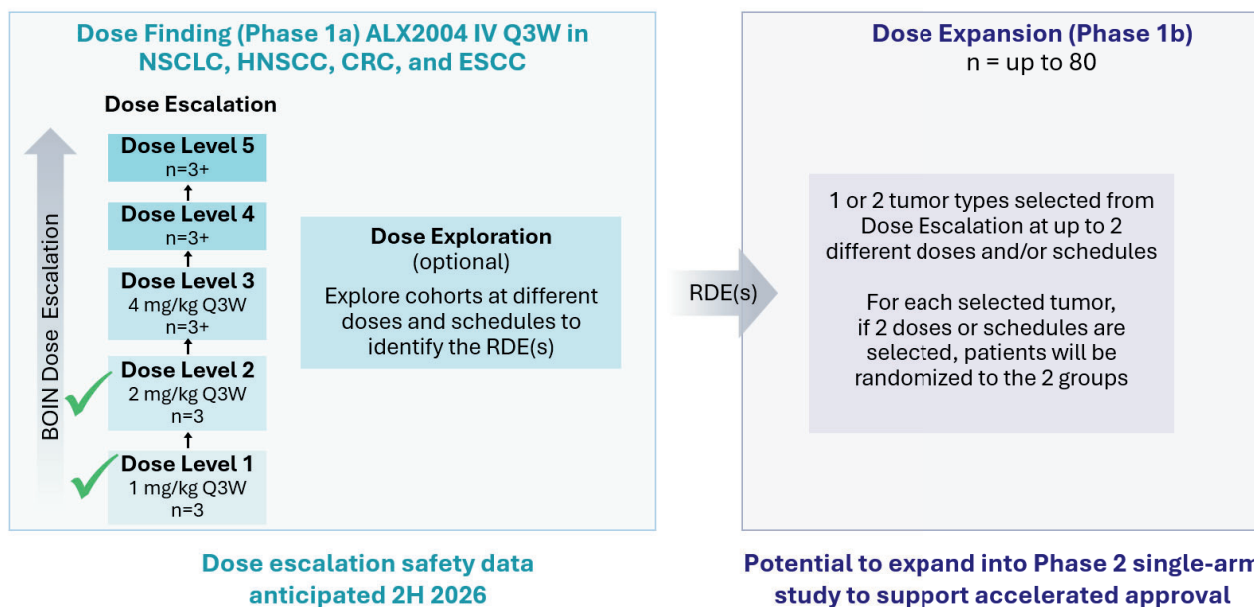 Dose Finding (Phase 1a) ALX2004 IV Q3W in
NSCLC, HNSCC, CRC, and ESCC
Dose Escalation
BOIN Dose Escalation
Dose Level 5
n=3+
Dose Level 4
n=3+
Dose Level 3
4 mg/kg Q3W
n=3+
Dose Level 2
2 mg/kg Q3W
n=3
Dose Level 1
1 mg/kg Q3W
n=3
Dose Exploration
(optional)
Explore cohorts at different
doses and schedules to
identify the RDE(s)
Dose escalation safety data
anticipated 2H 2026
RDE(s)
Dose Expansion (Phase 1b)
n = up to 80
1 or 2 tumor types selected from
Dose Escalation at up to 2
different doses and/or schedules
For each selected tumor,
if 2 doses or schedules are
selected, patients will be
randomized to the 2 groups
Potential to expand into Phase 2 single-arm
study to support accelerated approval